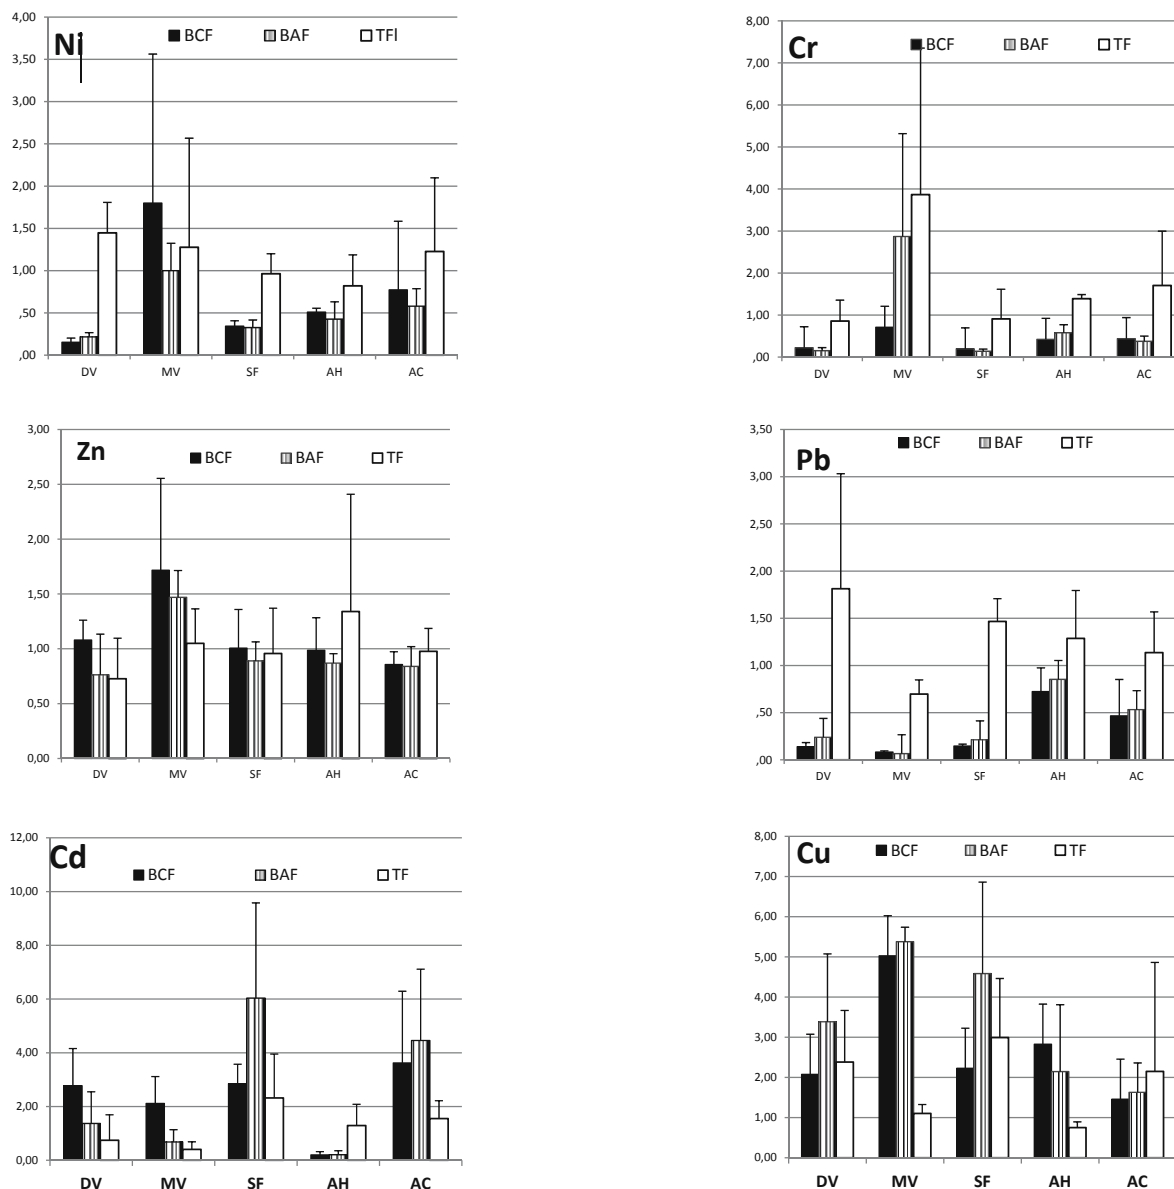 Ni
BCF BAF TFl
4,00
3,50
3,00
2,50
2,00
1,50
1,00
,50
,00
DV MV SF AH AC
Cr
BCF BAF TF
8,00
7,00
6,00
5,00
4,00
3,00
2,00
1,00
,00
DV MV SF AH AC
Zn
BCF BAF TF
3,00
2,50
2,00
1,50
1,00
0,50
0,00
DV MV SF AH AC
Pb
BCF BAF TF
3,50
3,00
2,50
2,00
1,50
1,00
,50
,00
DV MV SF AH AC
Cd
BCF BAF TF
12,00
10,00
8,00
6,00
4,00
2,00
0,00
DV MV SF AH AC
Cu
BCF BAF TF
8,00
7,00
6,00
5,00
4,00
3,00
2,00
1,00
0,00
DV MV SF AH AC